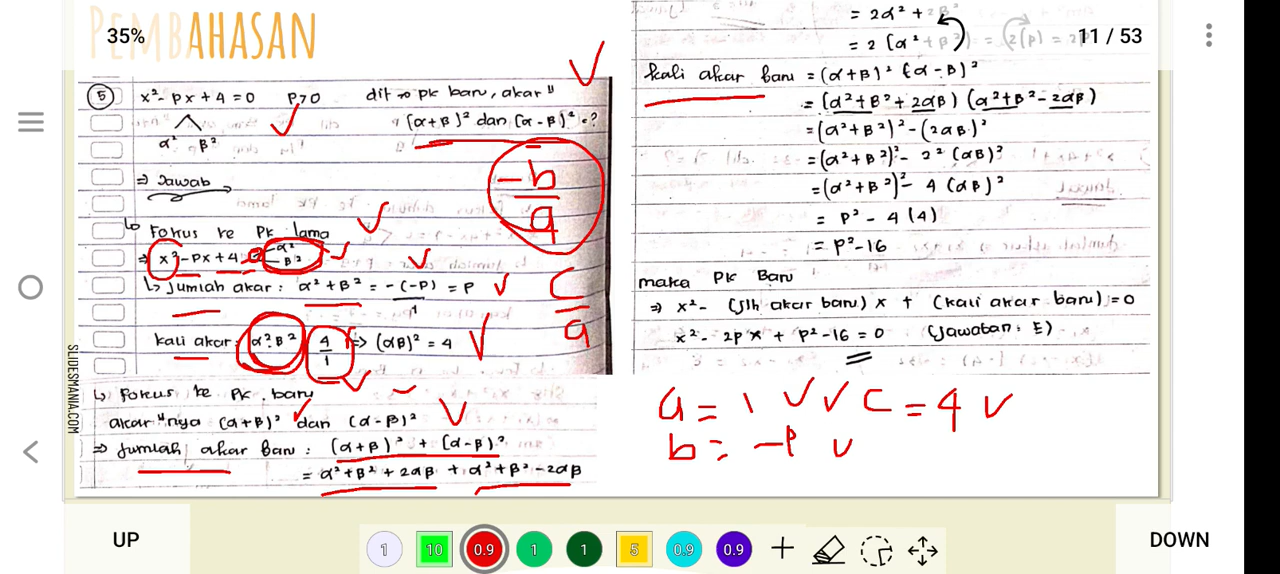 PEMBAHASAN
35%
11 / 53
5 x² - px + 4 = 0 p>0 dit → pk baru, akar"
α² β² (α+β)² dan (α-β)² = ?
⇒ Jawab
↳ Fokus ke PK lama
⇒ x² - px + 4 = 0 α²
β²
↳ Jumlah akar : α² + β² = -(-p) = p
1
kali akar : α² . β² = 4/1 ⇒ (αβ)² = 4
↳ Fokus ke PK. baru
akar"nya (α+β)² dan (α-β)²
⇒ Jumlah akar baru : (α+β)² + (α-β)²
= α² + β² + 2αβ + α² + β² - 2αβ
-b/a
c/a
= 2α² + 2β²
= 2 (α² + β²) = 2(p) = 2p
kali akar baru = (α+β)² (α-β)²
= (α²+β²+2αβ) (α²+β²-2αβ)
= (α²+β²)² - (2αβ)²
= (α²+β²)² - 2² (αβ)²
= (α²+β²)² - 4 (αβ)²
= p² - 4 (4)
= p² - 16
maka PK Baru
⇒ x² - (jlh akar baru) x + (kali akar baru) = 0
x² - 2px + p² - 16 = 0 (Jawaban : E)
a = 1 c = 4
b = -p
SLIDESMANIA.COM
UP
1 10 0.9 1 1 5 0.9 0.9
DOWN